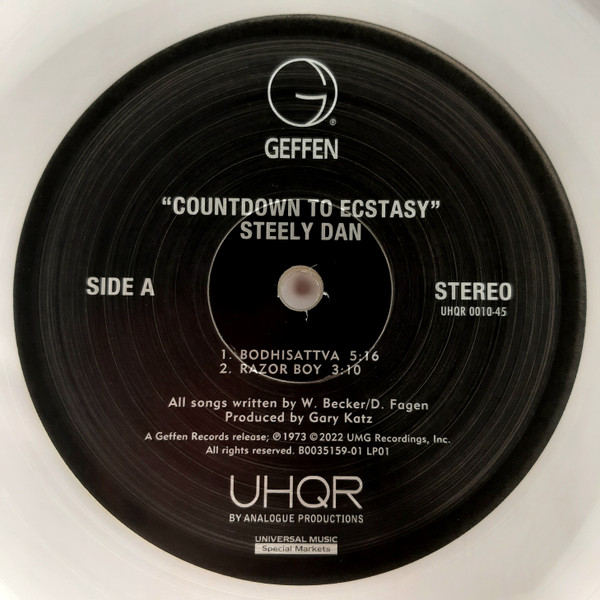 ®
GEFFEN
“COUNTDOWN TO ECSTASY”
STEELY DAN
SIDE A
STEREO
UHQR 0010-45
1. BODHISATTVA 5:16
2. RAZOR BOY 3:10
All songs written by W. Becker/D. Fagen
Produced by Gary Katz
A Geffen Records release; ℗1973 ©2022 UMG Recordings, Inc.
All rights reserved. B0035159-01 LP01
UHQR
BY ANALOGUE PRODUCTIONS
UNIVERSAL MUSIC
Special Markets